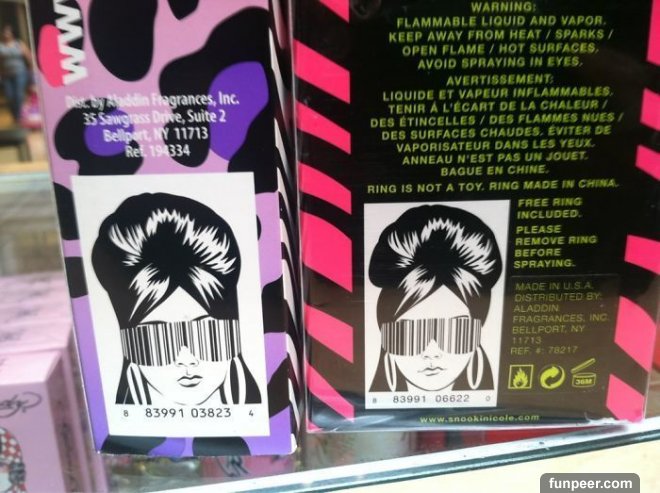 WWW
Dist. by Aladdin Fragrances, Inc.
35 Sawgrass Drive, Suite 2
Bellport, NY 11713
Ref. 194334
8 83991 03823 4
WARNING:
FLAMMABLE LIQUID AND VAPOR.
KEEP AWAY FROM HEAT / SPARKS /
OPEN FLAME / HOT SURFACES.
AVOID SPRAYING IN EYES.
AVERTISSEMENT:
LIQUIDE ET VAPEUR INFLAMMABLES.
TENIR À L'ÉCART DE LA CHALEUR /
DES ÉTINCELLES / DES FLAMMES NUES /
DES SURFACES CHAUDES. ÉVITER DE
VAPORISATEUR DANS LES YEUX.
ANNEAU N'EST PAS UN JOUET.
BAGUE EN CHINE.
RING IS NOT A TOY. RING MADE IN CHINA.
FREE RING
INCLUDED.
PLEASE
REMOVE RING
BEFORE
SPRAYING.
MADE IN U.S.A.
DISTRIBUTED BY:
ALADDIN
FRAGRANCES, INC.
BELLPORT, NY
11713
REF. #: 78217
36M
8 83991 06622 0
www.snookinicole.com
funpeer.com